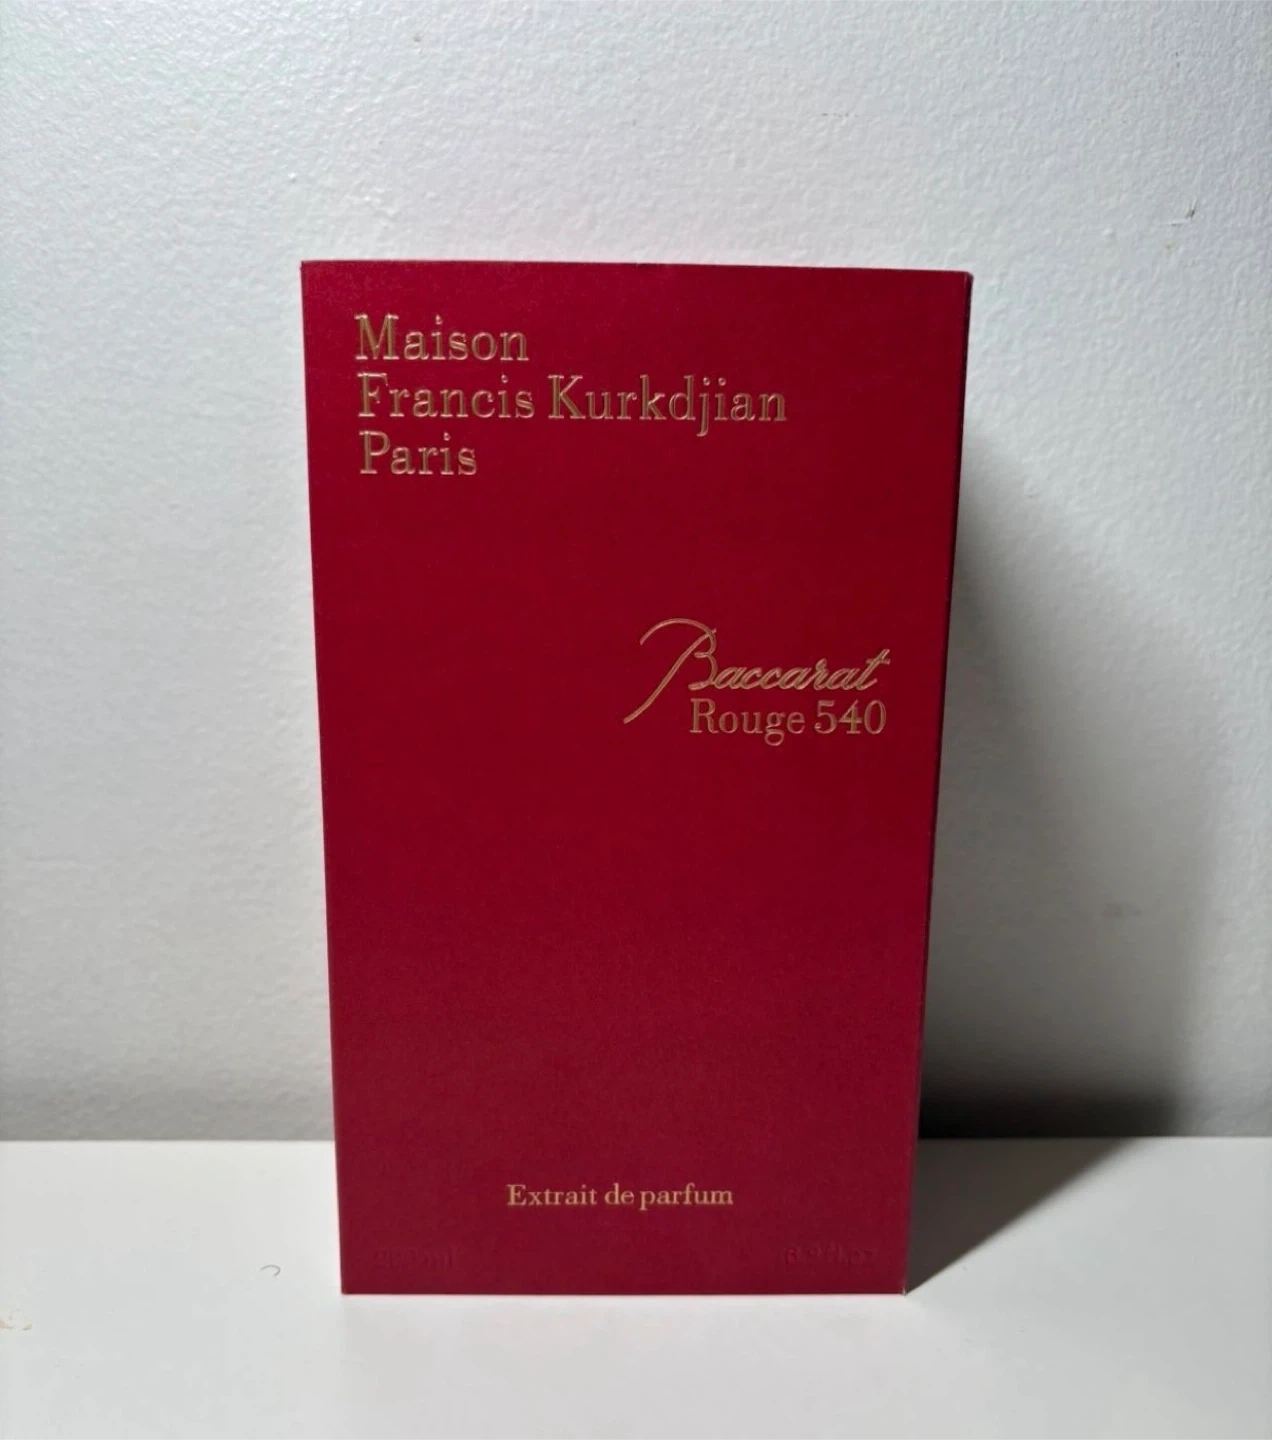 Maison
Francis Kurkdjian
Paris
Baccarat
Rouge 540
Extrait de parfum